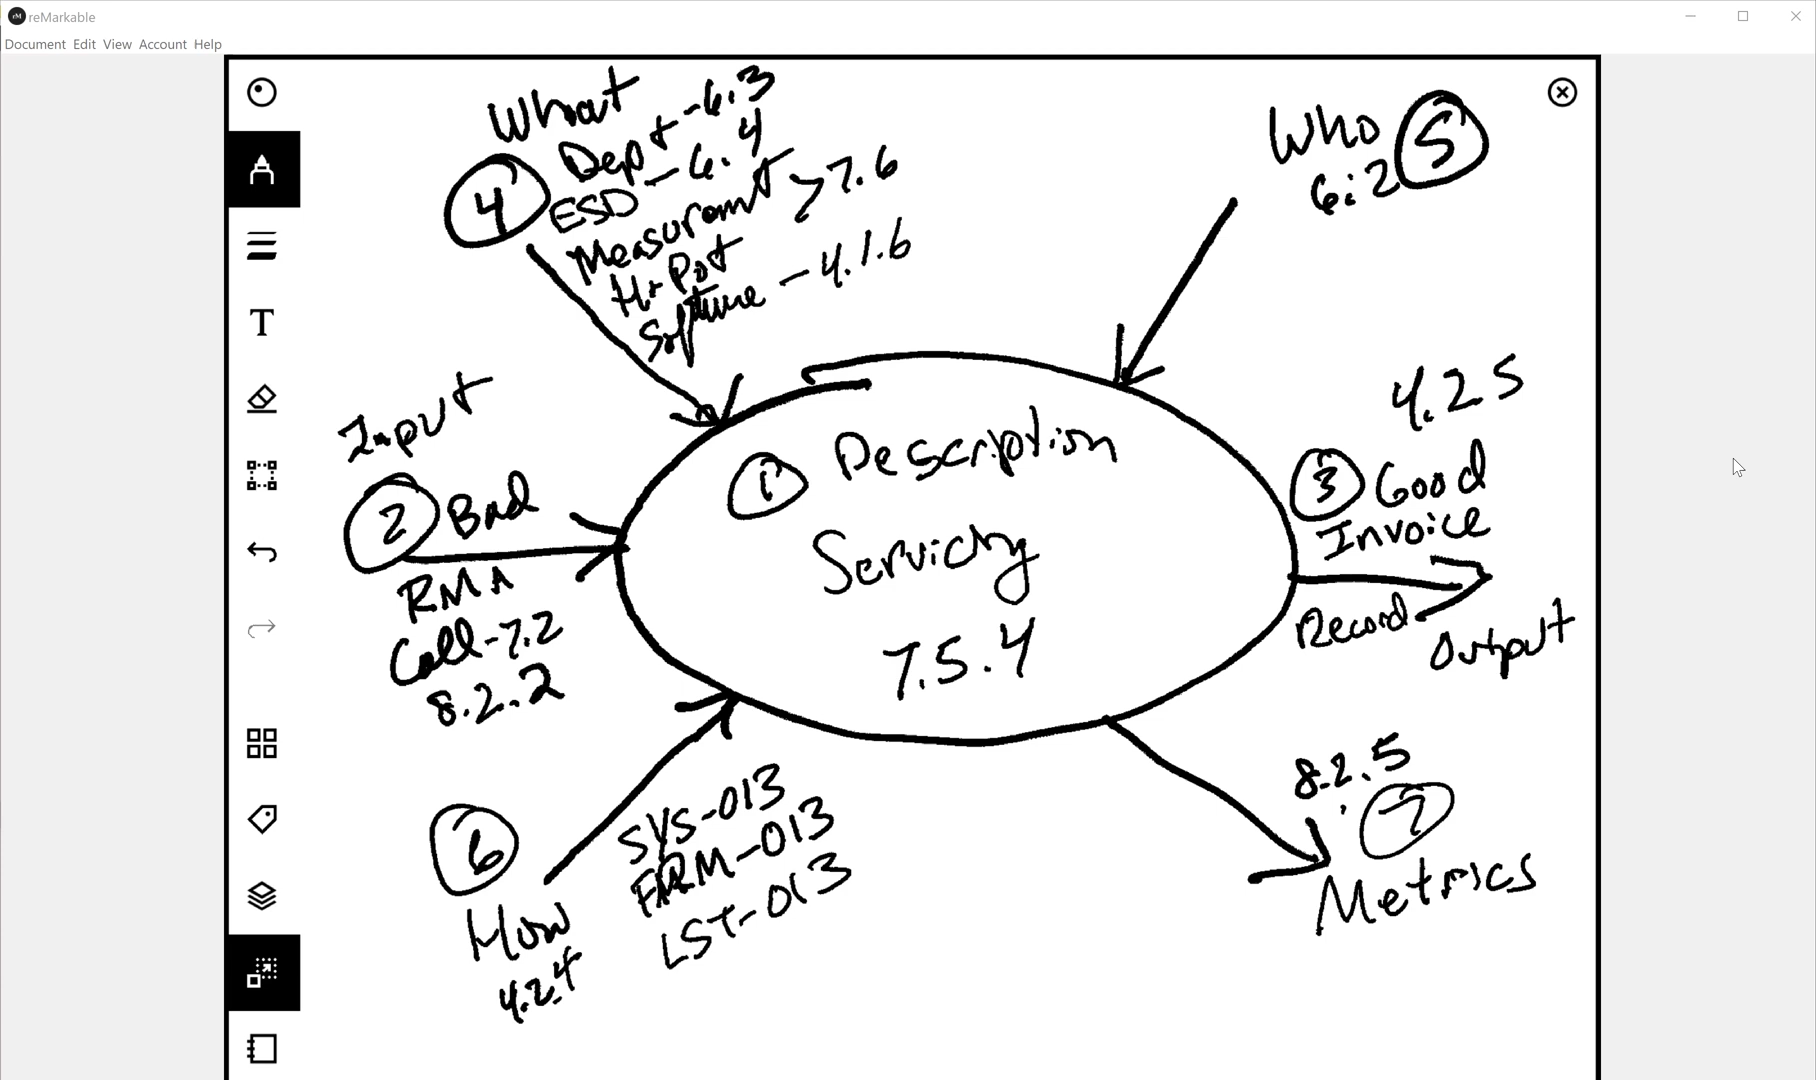 reMarkable
Document Edit View Account Help
What
Dept - 6.3
4
4 ESD - 6.4
Measuremnt > 7.6
Hi Pot
Software - 4.1.6
Who 5
6.2
Input
2 Bad
RMA
Call - 7.2
8.2.2
1 Description
Servicing
7.5.4
4.2.5
3 Good
Invoice
Record
Output
6
How
4.2.4
SYS-013
FRM-013
LST-013
8.2.5
7
Metrics
T